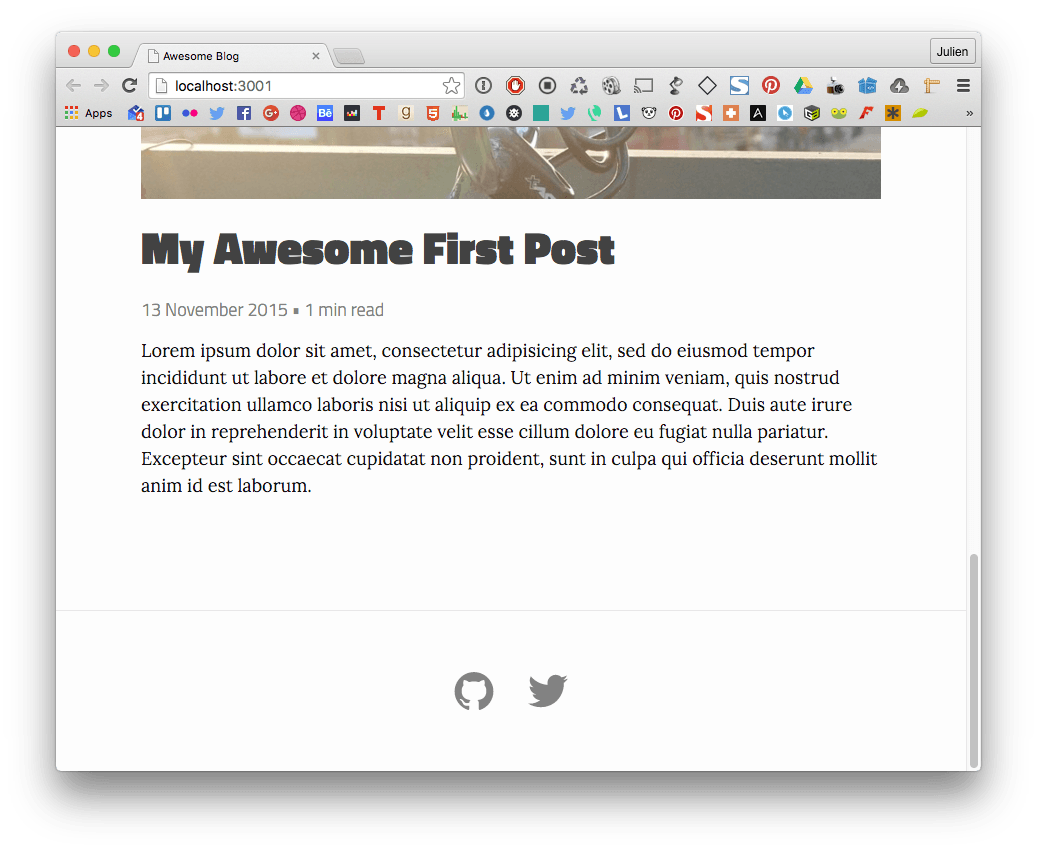 Awesome Blog
Julien
localhost:3001
Apps
My Awesome First Post
13 November 2015 ▪ 1 min read
Lorem ipsum dolor sit amet, consectetur adipisicing elit, sed do eiusmod tempor
incididunt ut labore et dolore magna aliqua. Ut enim ad minim veniam, quis nostrud
exercitation ullamco laboris nisi ut aliquip ex ea commodo consequat. Duis aute irure
dolor in reprehenderit in voluptate velit esse cillum dolore eu fugiat nulla pariatur.
Excepteur sint occaecat cupidatat non proident, sunt in culpa qui officia deserunt mollit
anim id est laborum.